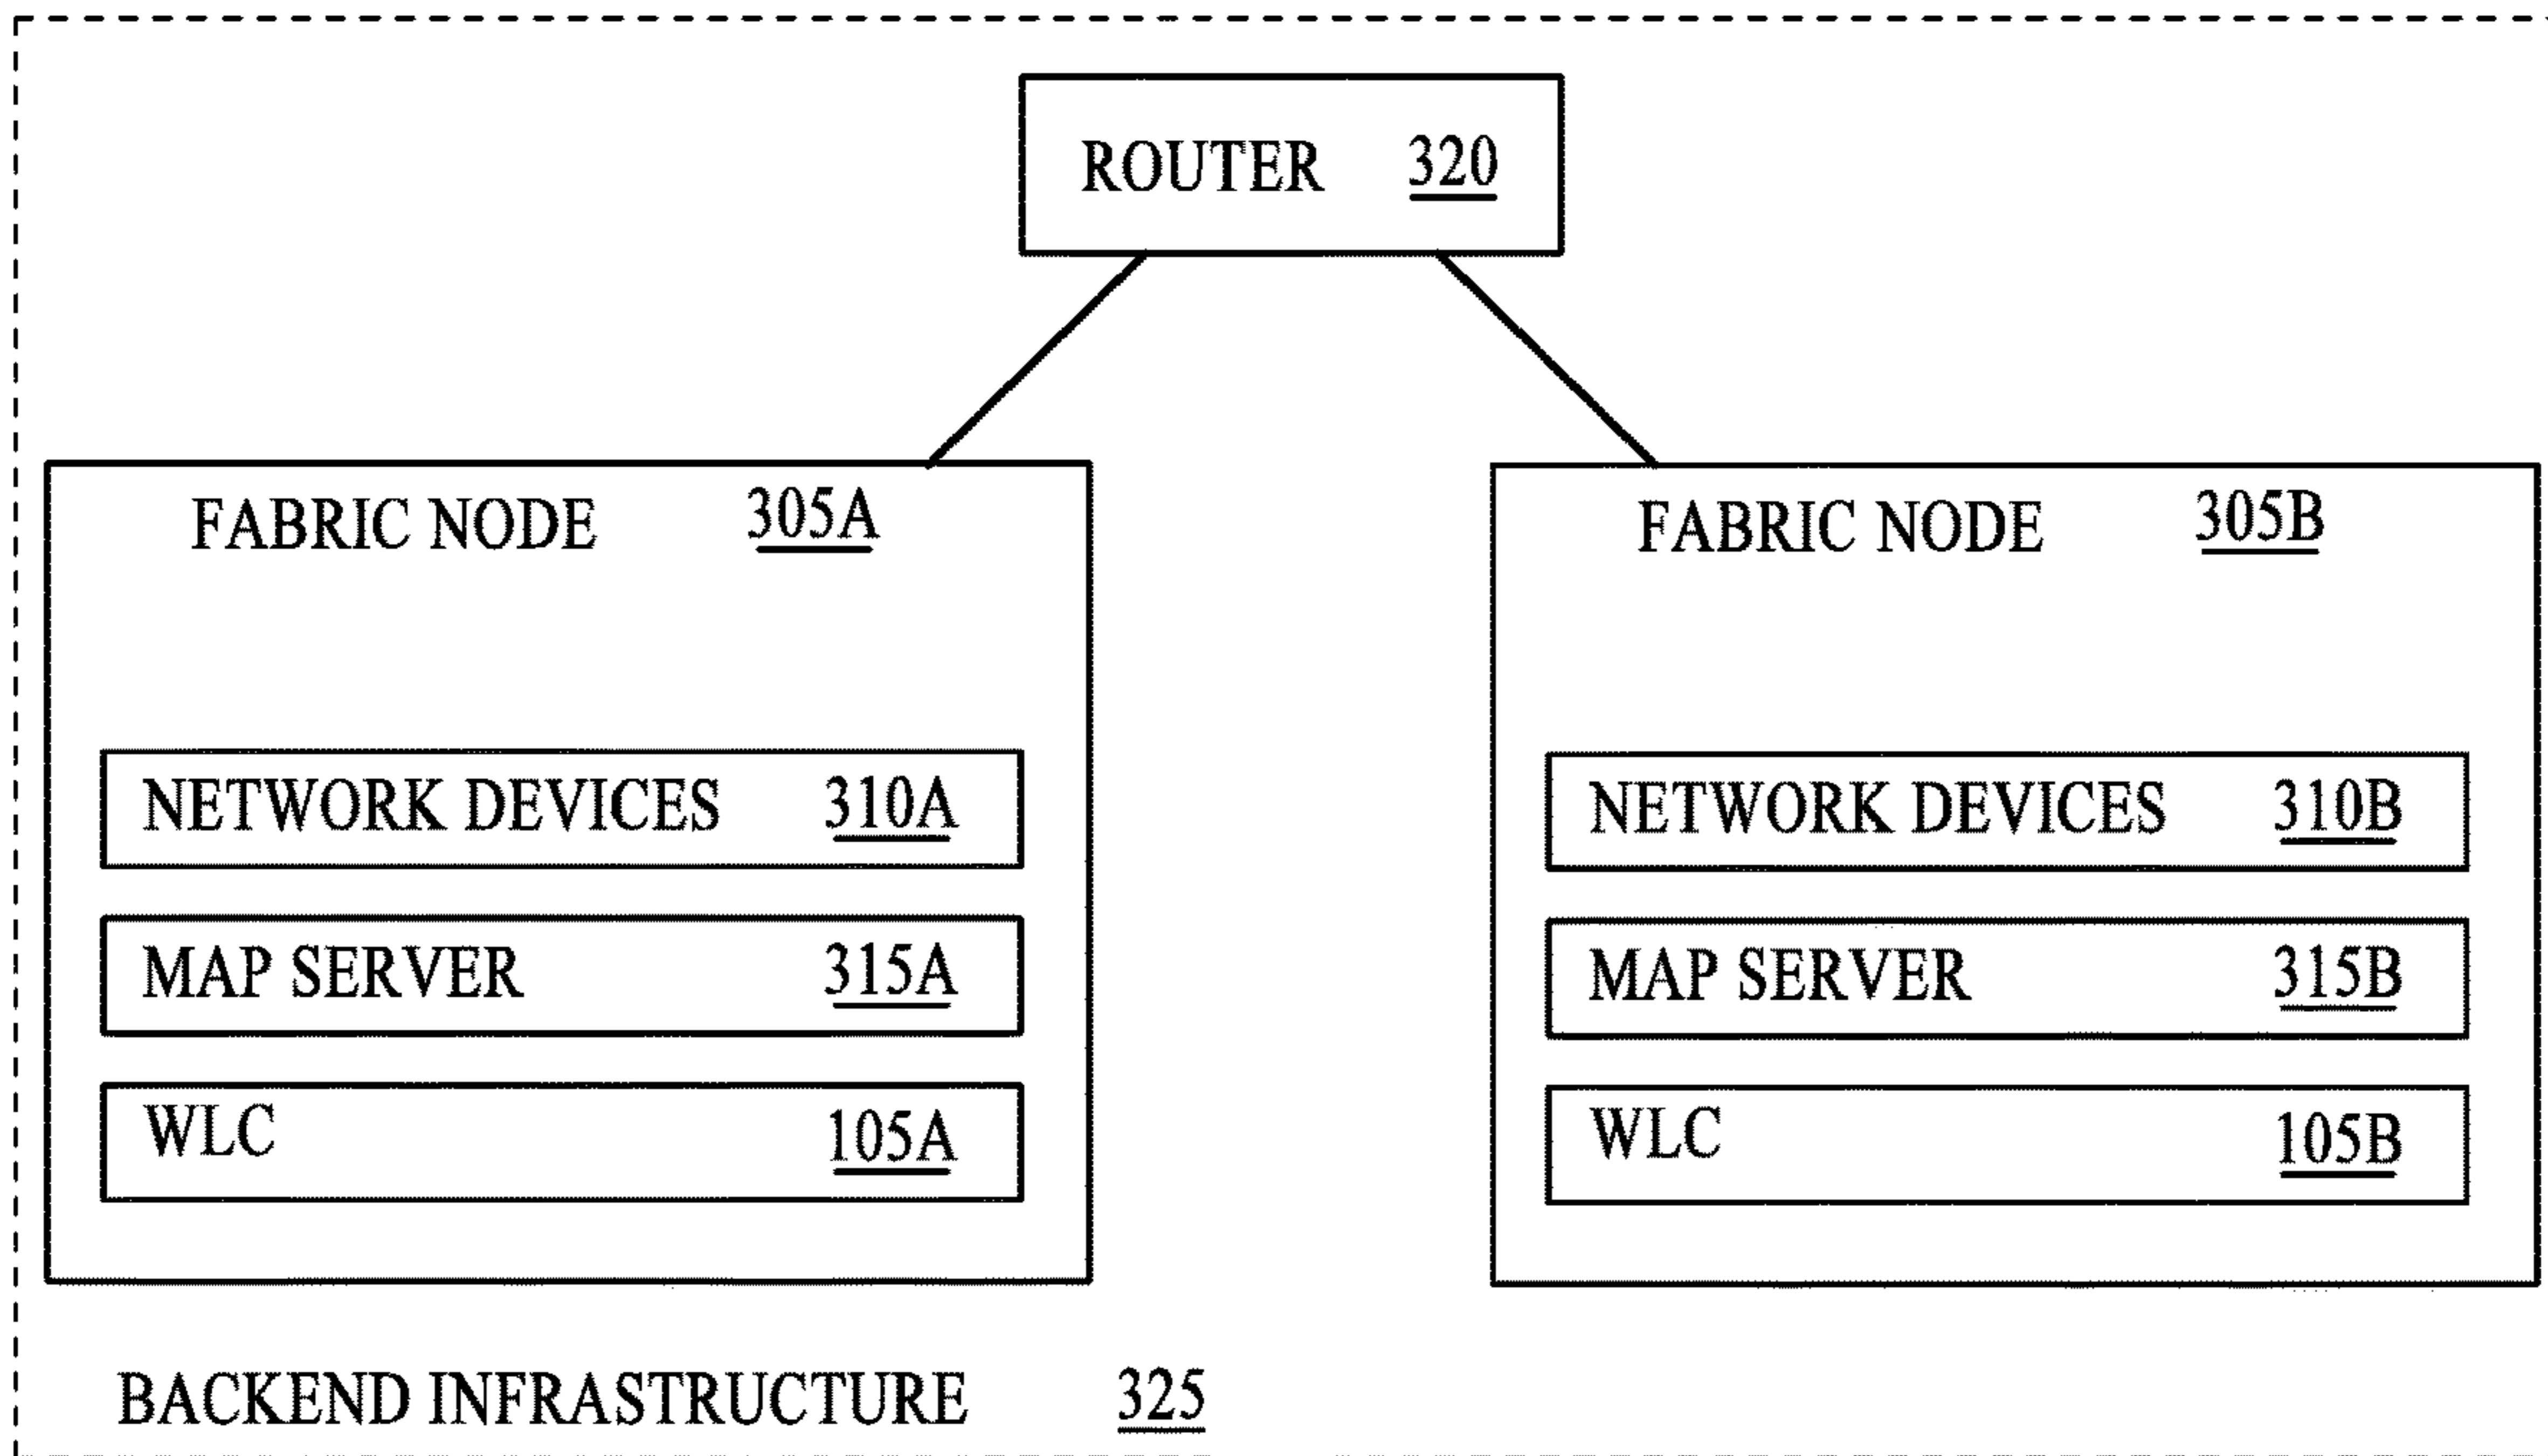 ROUTER 320
FABRIC NODE 305A
NETWORK DEVICES 310A
MAP SERVER 315A
WLC 105A
FABRIC NODE 305B
NETWORK DEVICES 310B
MAP SERVER 315B
WLC 105B
BACKEND INFRASTRUCTURE 325